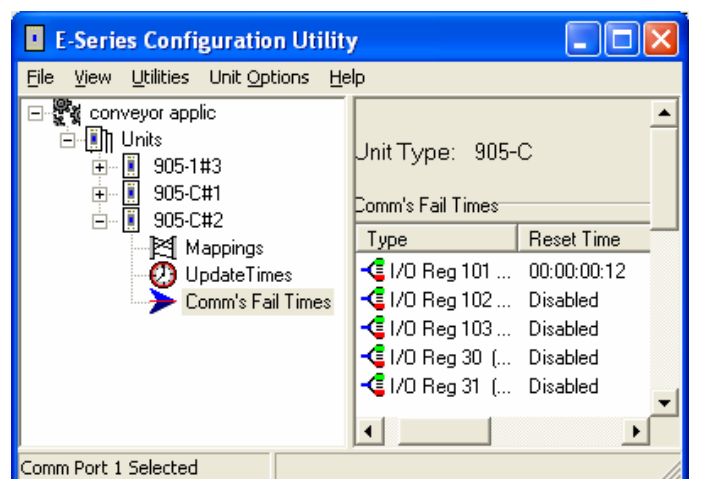 E-Series Configuration Utility
File View Utilities Unit Options Help
conveyor applic
Units
905-1#3
905-C#1
905-C#2
Mappings
UpdateTimes
Comm's Fail Times
Unit Type: 905-C
Comm's Fail Times
Type Reset Time
I/O Reg 101 ... 00:00:00:12
I/O Reg 102 ... Disabled
I/O Reg 103 ... Disabled
I/O Reg 30 (... Disabled
I/O Reg 31 (... Disabled
Comm Port 1 Selected